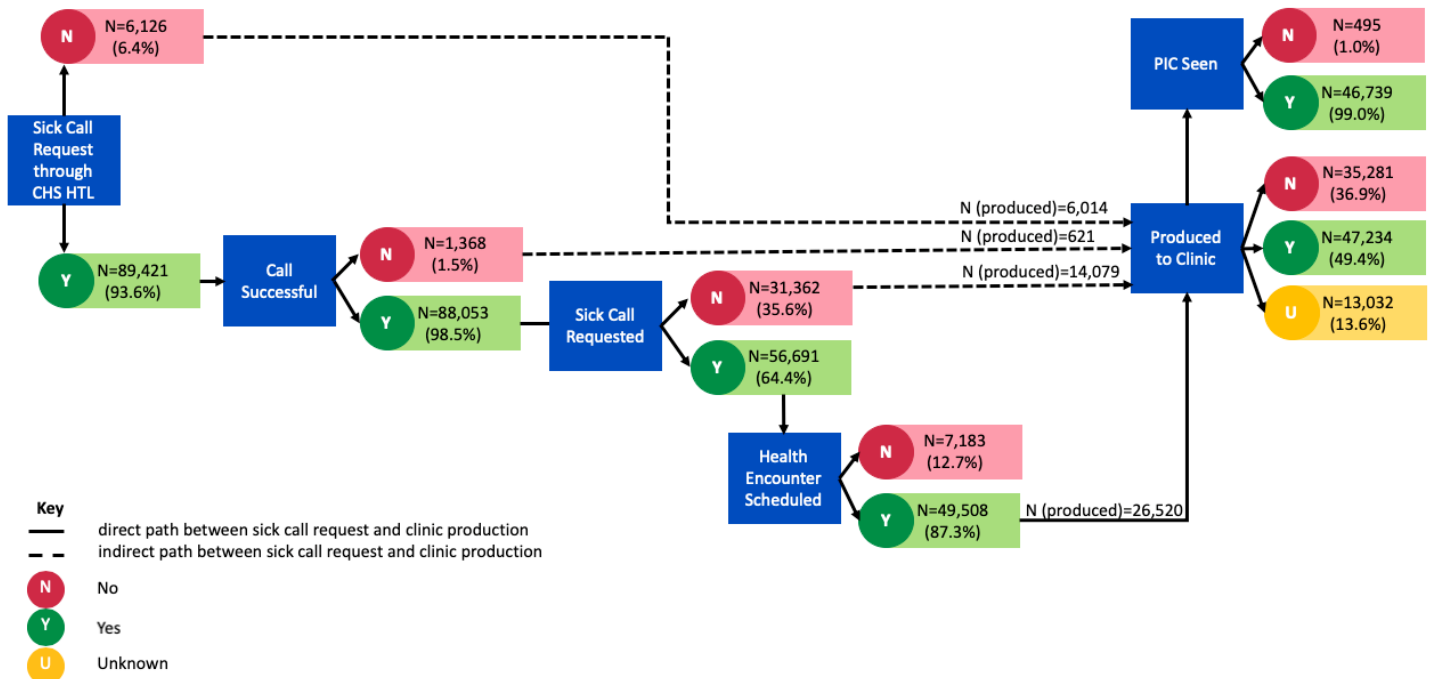 N
N=6,126
(6.4%)
Sick Call
Request
through
CHS HTL
Y
N=89,421
(93.6%)
Call
Successful
N
N=1,368
(1.5%)
Y
N=88,053
(98.5%)
Sick Call
Requested
N
N=31,362
(35.6%)
Y
N=56,691
(64.4%)
Health
Encounter
Scheduled
N
N=7,183
(12.7%)
Y
N=49,508
(87.3%)
N (produced)=6,014
N (produced)=621
N (produced)=14,079
N (produced)=26,520
Produced
to Clinic
N
N=35,281
(36.9%)
Y
N=47,234
(49.4%)
U
N=13,032
(13.6%)
PIC Seen
N
N=495
(1.0%)
Y
N=46,739
(99.0%)
Key
direct path between sick call request and clinic production
indirect path between sick call request and clinic production
N
No
Y
Yes
U
Unknown